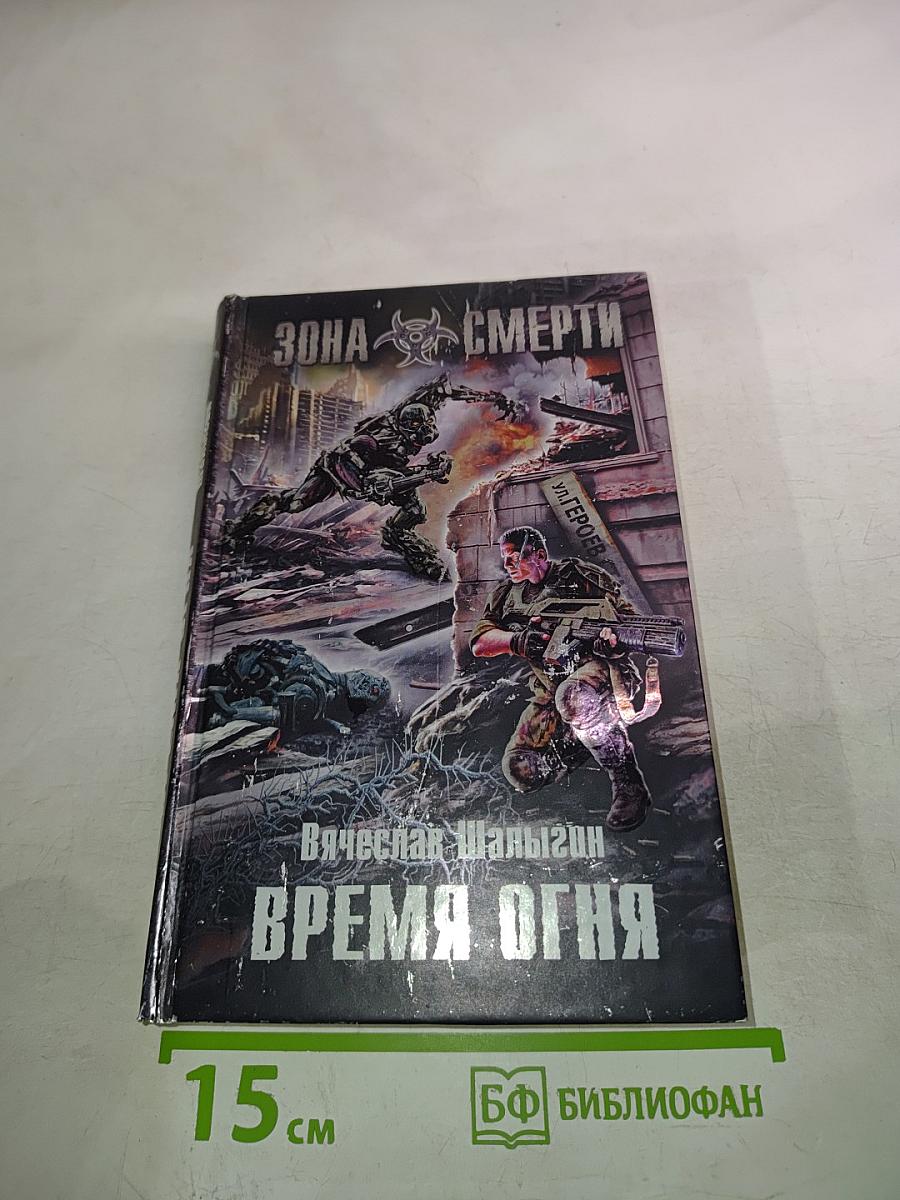 ЗОНА СМЕРТИ
ул. ГЕРОЕВ
Вячеслав Шалыгин
ВРЕМЯ ОГНЯ
15 см
БФ БИБЛИОФАН